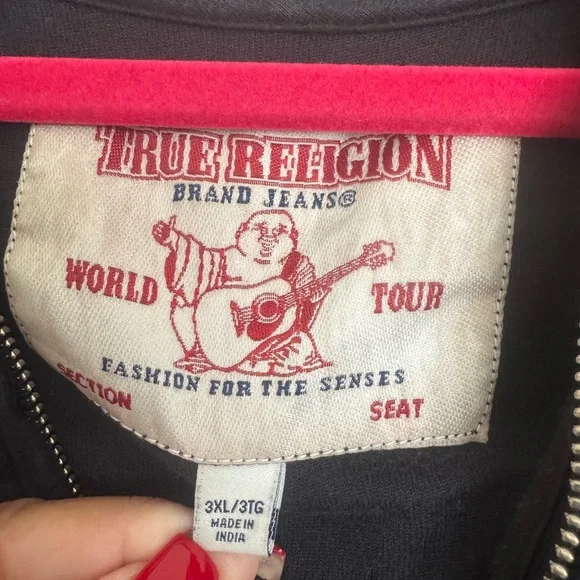 TRUE RELIGION
BRAND JEANS®
WORLD TOUR
FASHION FOR THE SENSES
SECTION SEAT
3XL/3TG
MADE IN
INDIA